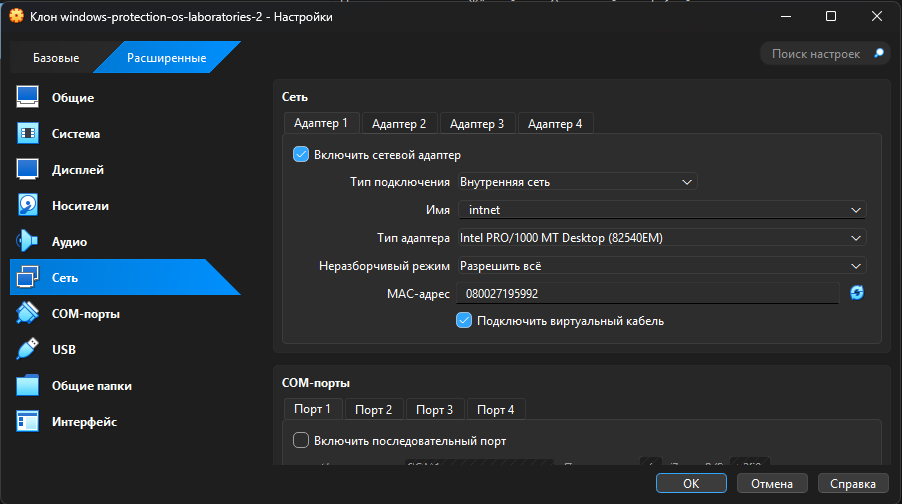 Клон windows-protection-os-laboratories-2 - Настройки
Базовые
Расширенные
Поиск настроек
Общие
Система
Дисплей
Носители
Аудио
Сеть
COM-порты
USB
Общие папки
Интерфейс
Сеть
Адаптер 1 Адаптер 2 Адаптер 3 Адаптер 4
Включить сетевой адаптер
Тип подключения Внутренняя сеть
Имя intnet
Тип адаптера Intel PRO/1000 MT Desktop (82540EM)
Неразборчивый режим Разрешить всё
MAC-адрес 080027195992
Подключить виртуальный кабель
COM-порты
Порт 1 Порт 2 Порт 3 Порт 4
Включить последовательный порт
OK Отмена Справка